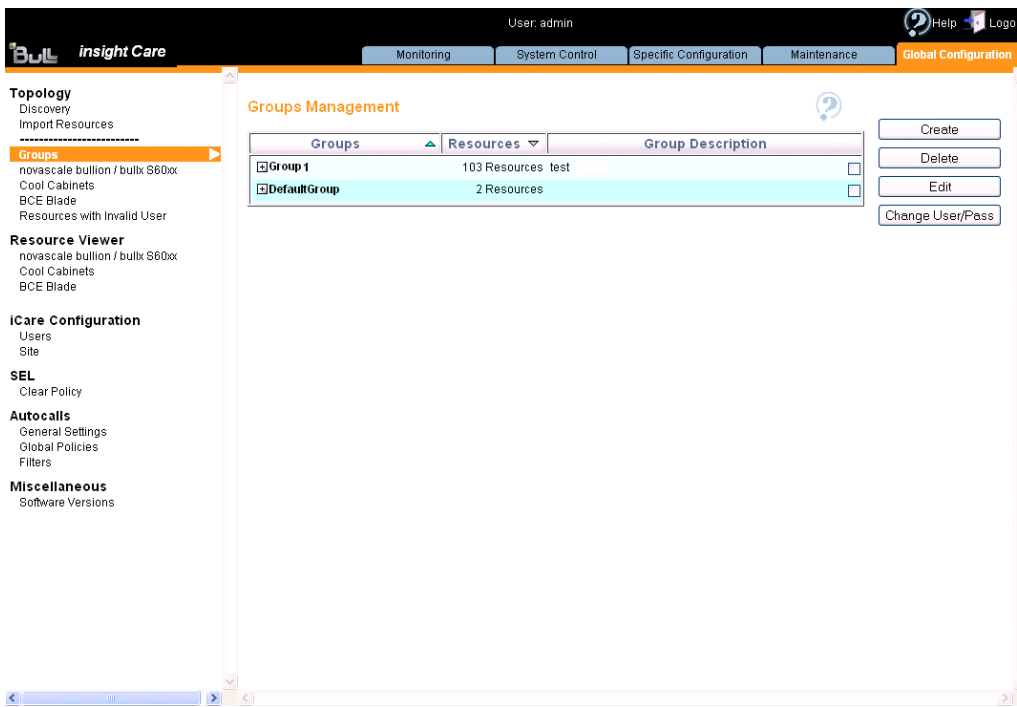 User: admin
Help
Logo
Bull
insight Care
Monitoring
System Control
Specific Configuration
Maintenance
Global Configuration
Topology
Discovery
Import Resources
-------------------------
Groups
novascale bullion / bullx S60xx
Cool Cabinets
BCE Blade
Resources with Invalid User
Resource Viewer
novascale bullion / bullx S60xx
Cool Cabinets
BCE Blade
iCare Configuration
Users
Site
SEL
Clear Policy
Autocalls
General Settings
Global Policies
Filters
Miscellaneous
Software Versions
Groups Management
Groups Resources Group Description
Group 1 103 Resources test
DefaultGroup 2 Resources
Create
Delete
Edit
Change User/Pass